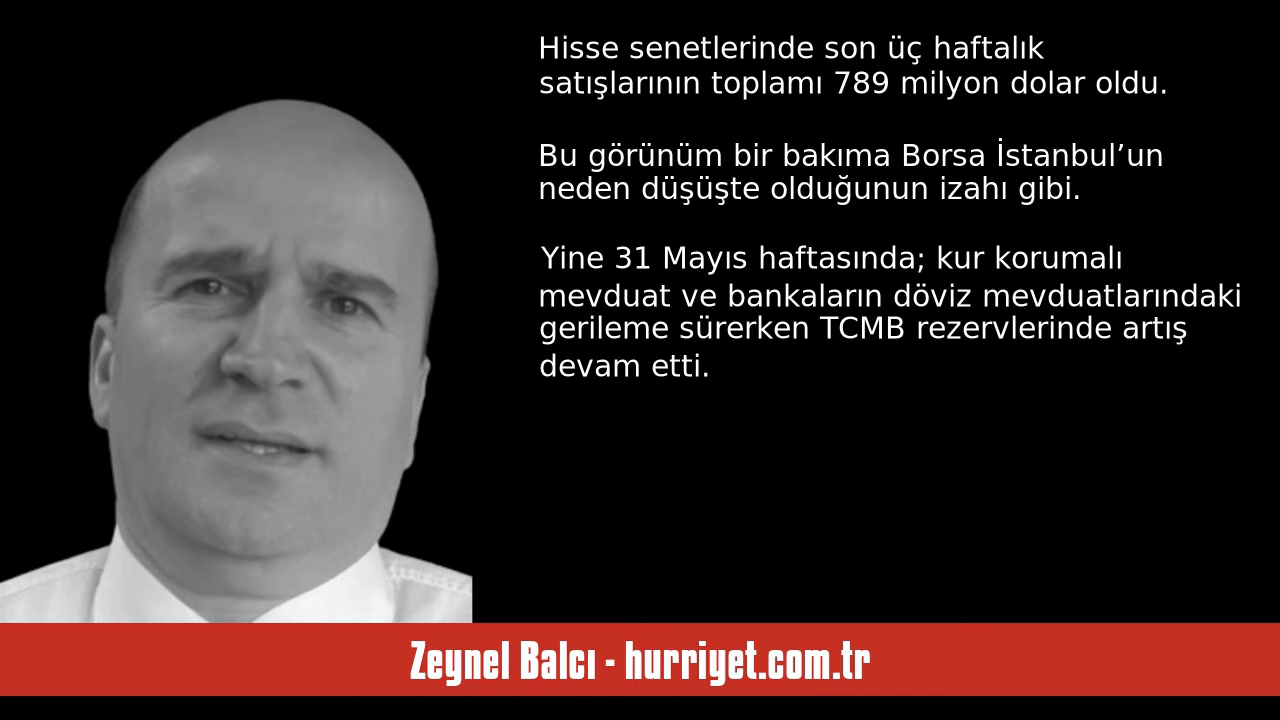 Hisse senetlerinde son üç haftalık
satışlarının toplamı 789 milyon dolar oldu.
Bu görünüm bir bakıma Borsa İstanbul’un
neden düşüşte olduğunun izahı gibi.
Yine 31 Mayıs haftasında; kur korumalı
mevduat ve bankaların döviz mevduatlarındaki
gerileme sürerken TCMB rezervlerinde artış
devam etti.
Zeynel Balcı - hurriyet.com.tr